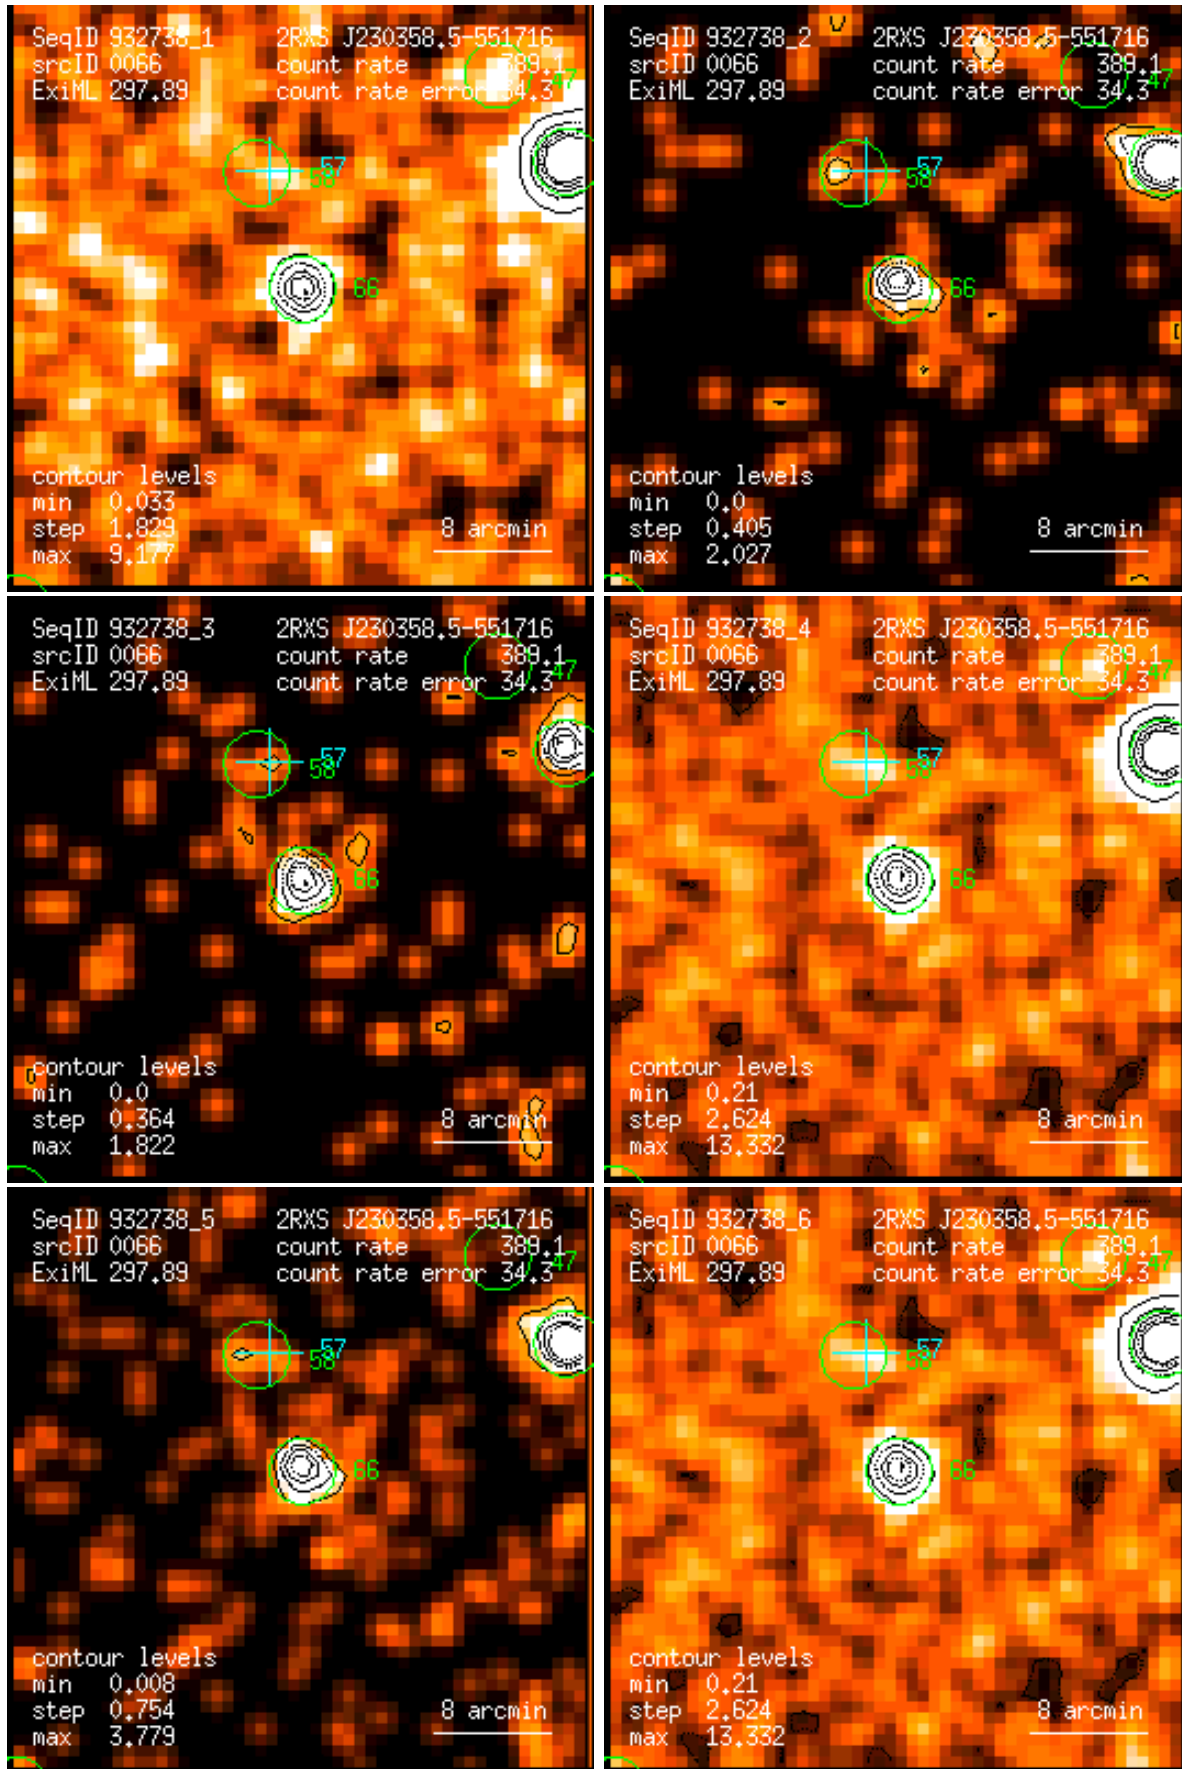 SeqID 932738_1 2RXS J230358.5-551716
srcID 0066 count rate 389.1
ExiML 297.89 count rate error 34.3
47
57
58
66
contour levels
min 0.033
step 1.829
max 9.177
8 arcmin
SeqID 932738_2 2RXS J230358.5-551716
srcID 0066 count rate 389.1
ExiML 297.89 count rate error 34.3
47
57
58
66
contour levels
min 0.0
step 0.405
max 2.027
8 arcmin
SeqID 932738_3 2RXS J230358.5-551716
srcID 0066 count rate 389.1
ExiML 297.89 count rate error 34.3
47
57
58
66
contour levels
min 0.0
step 0.364
max 1.822
8 arcmin
SeqID 932738_4 2RXS J230358.5-551716
srcID 0066 count rate 389.1
ExiML 297.89 count rate error 34.3
47
57
58
66
contour levels
min 0.21
step 2.624
max 13.332
8 arcmin
SeqID 932738_5 2RXS J230358.5-551716
srcID 0066 count rate 389.1
ExiML 297.89 count rate error 34.3
47
57
58
66
contour levels
min 0.008
step 0.754
max 3.779
8 arcmin
SeqID 932738_6 2RXS J230358.5-551716
srcID 0066 count rate 389.1
ExiML 297.89 count rate error 34.3
47
57
58
66
contour levels
min 0.21
step 2.624
max 13.332
8 arcmin